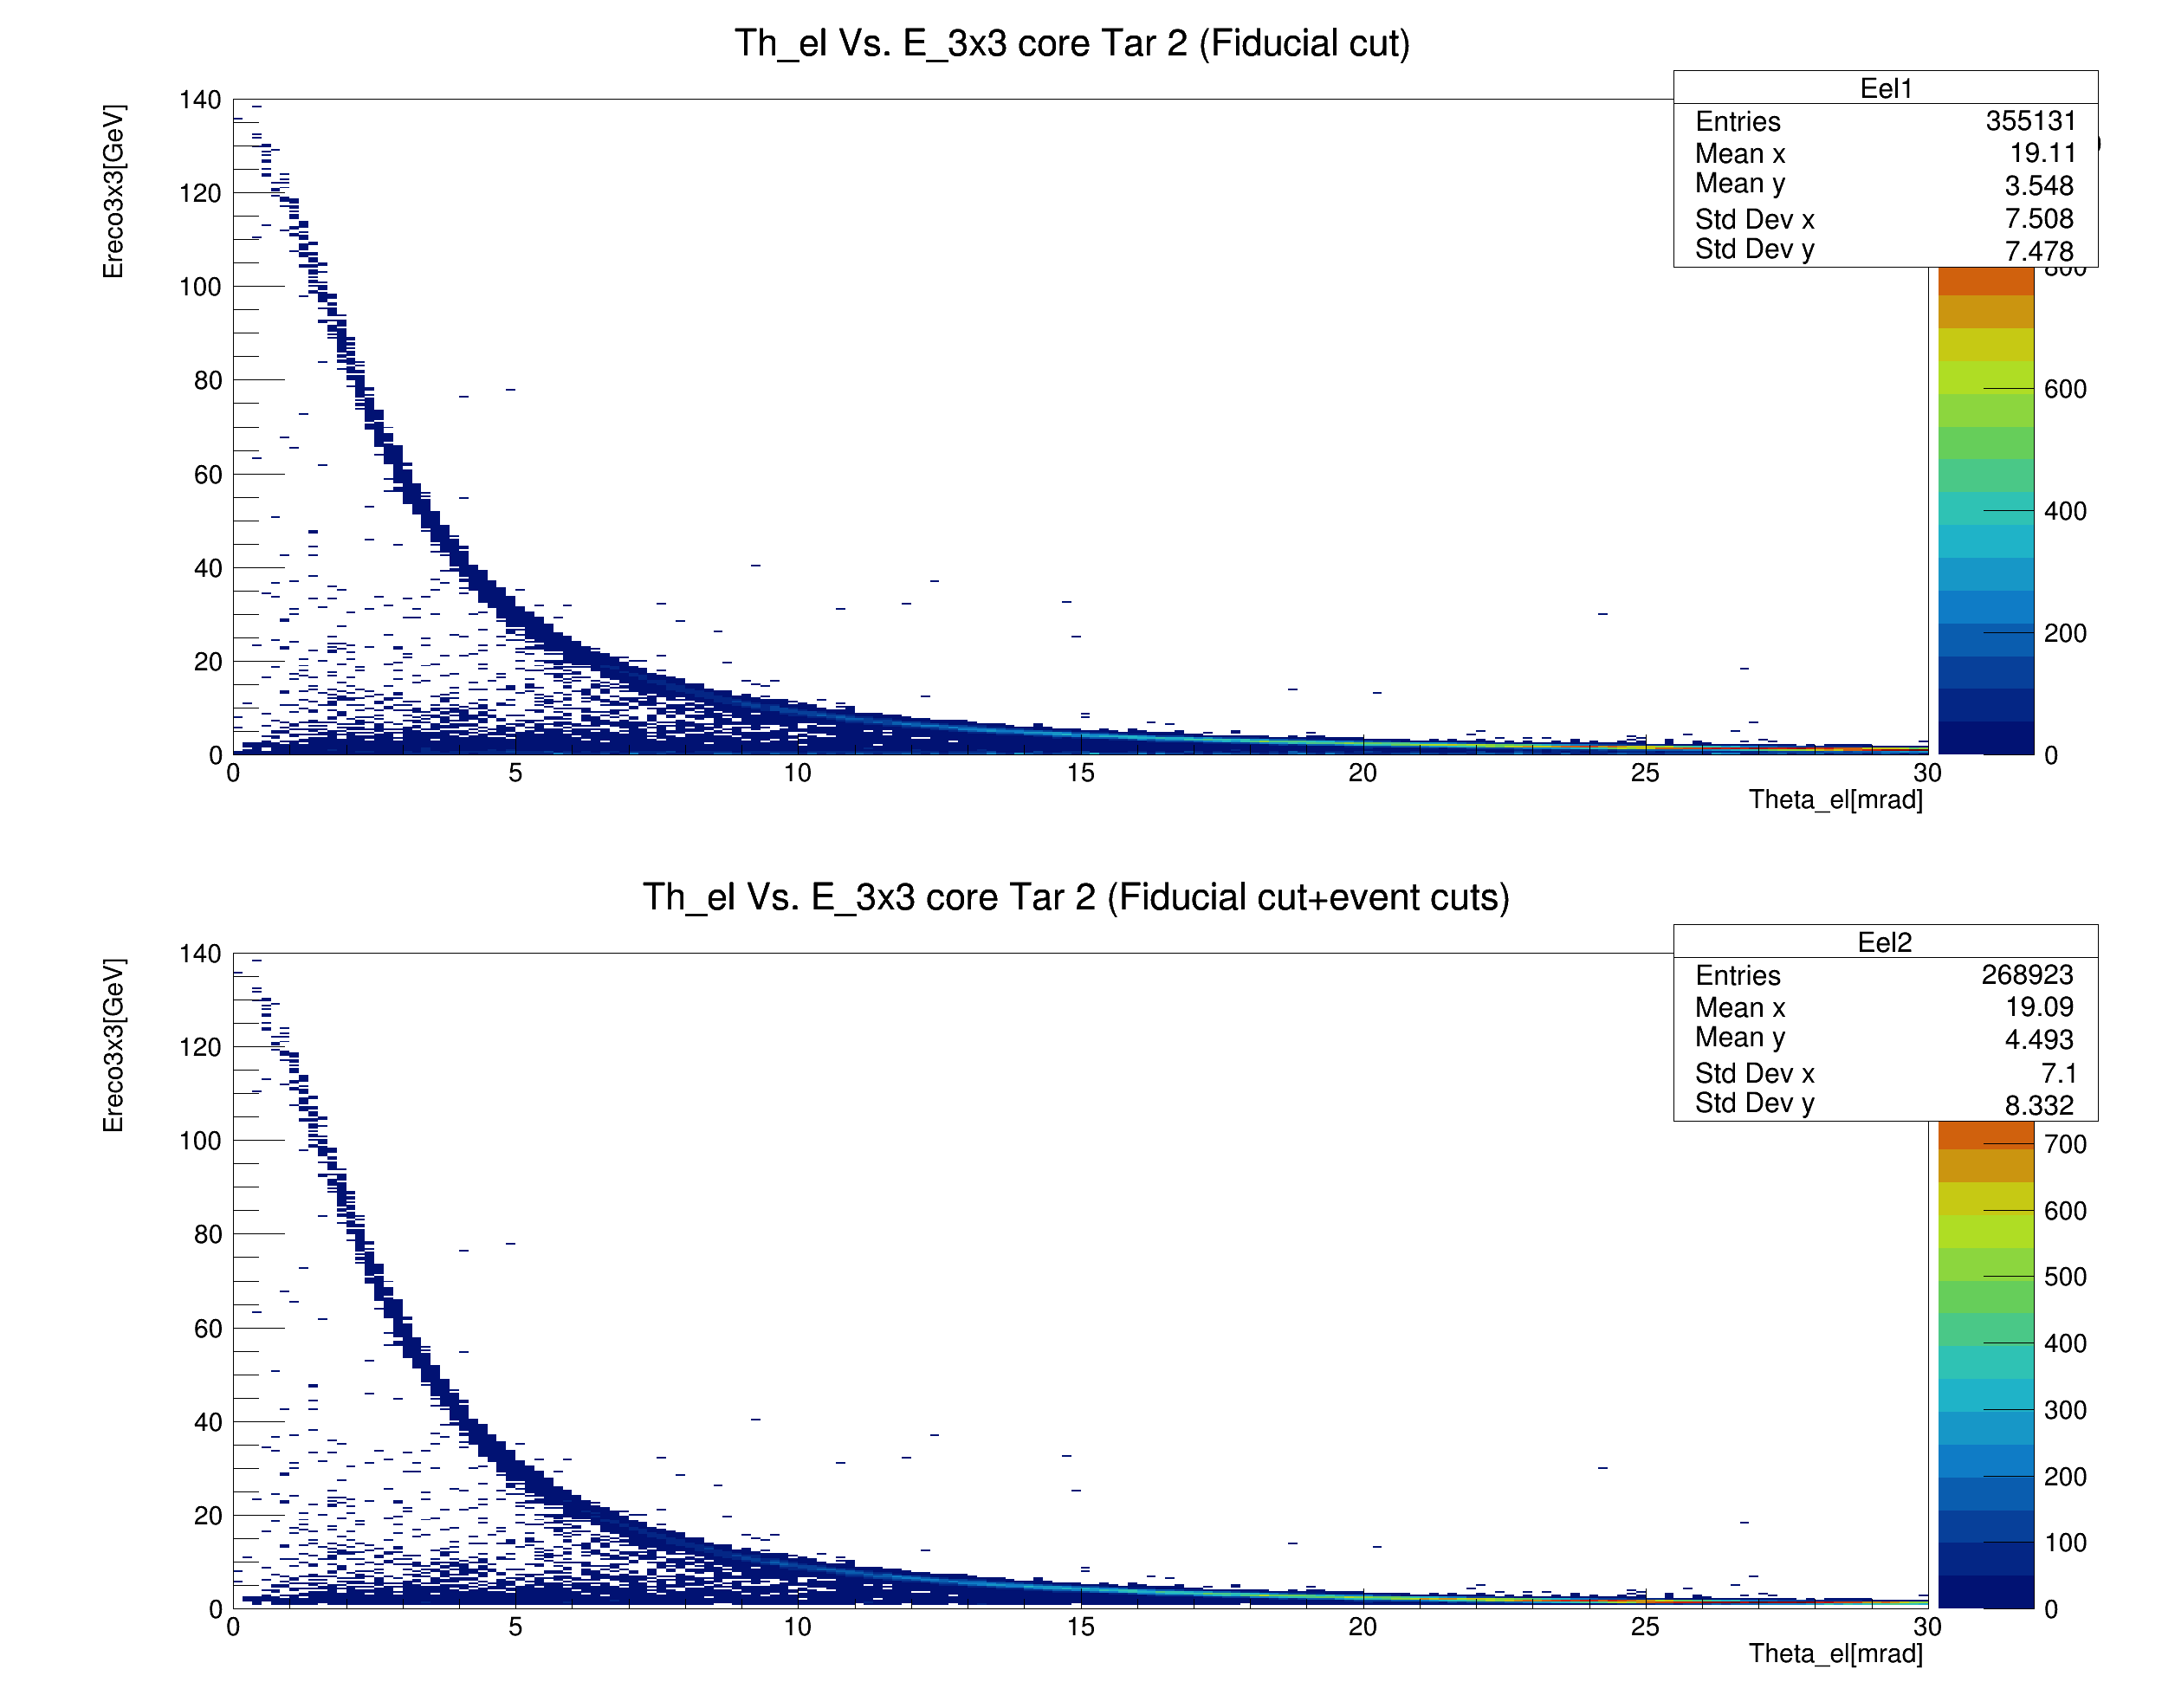 Th_el Vs. E_3x3 core Tar 2 (Fiducial cut)
Eel1
Entries 355131
Mean x 19.11
Mean y 3.548
Std Dev x 7.508
Std Dev y 7.478
Ereco3x3[GeV]
140
120
100
80
60
40
20
0
0 5 10 15 20 25 30
Theta_el[mrad]
800
600
400
200
0
Th_el Vs. E_3x3 core Tar 2 (Fiducial cut+event cuts)
Eel2
Entries 268923
Mean x 19.09
Mean y 4.493
Std Dev x 7.1
Std Dev y 8.332
Ereco3x3[GeV]
140
120
100
80
60
40
20
0
0 5 10 15 20 25 30
Theta_el[mrad]
700
600
500
400
300
200
100
0